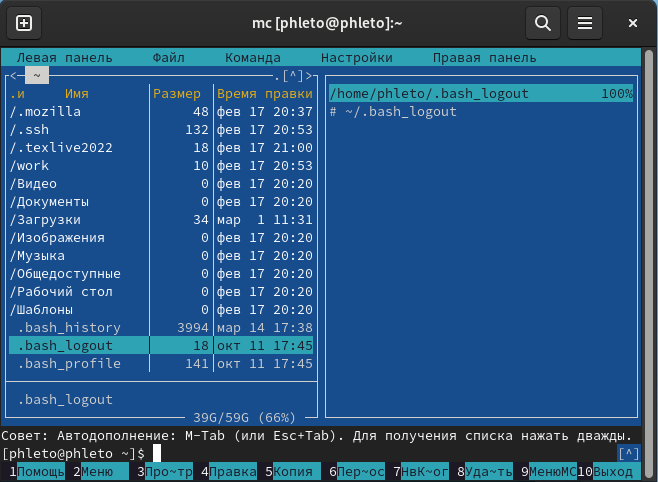 mc [phleto@phleto]:~
Левая панель Файл Команда Настройки Правая панель
<─ ~ .[^]>
.и Имя Размер Время правки
/.mozilla 48 фев 17 20:37
/.ssh 132 фев 17 20:53
/.texlive2022 18 фев 17 21:00
/work 10 фев 17 20:53
/Видео 0 фев 17 20:20
/Документы 0 фев 17 20:20
/Загрузки 34 мар 1 11:31
/Изображения 0 фев 17 20:20
/Музыка 0 фев 17 20:20
/Общедоступные 0 фев 17 20:20
/Рабочий стол 0 фев 17 20:20
/Шаблоны 0 фев 17 20:20
.bash_history 3994 мар 14 17:38
.bash_logout 18 окт 11 17:45
.bash_profile 141 окт 11 17:45
.bash_logout
39G/59G (66%)
/home/phleto/.bash_logout 100%
# ~/.bash_logout
Совет: Автодополнение: M-Tab (или Esc+Tab). Для получения списка нажать дважды.
[phleto@phleto ~]$ [^]
1Помощь 2Меню 3Про~тр 4Правка 5Копия 6Пер~ос 7НвК~ог 8Уда~ть 9МенюMC 10Выход